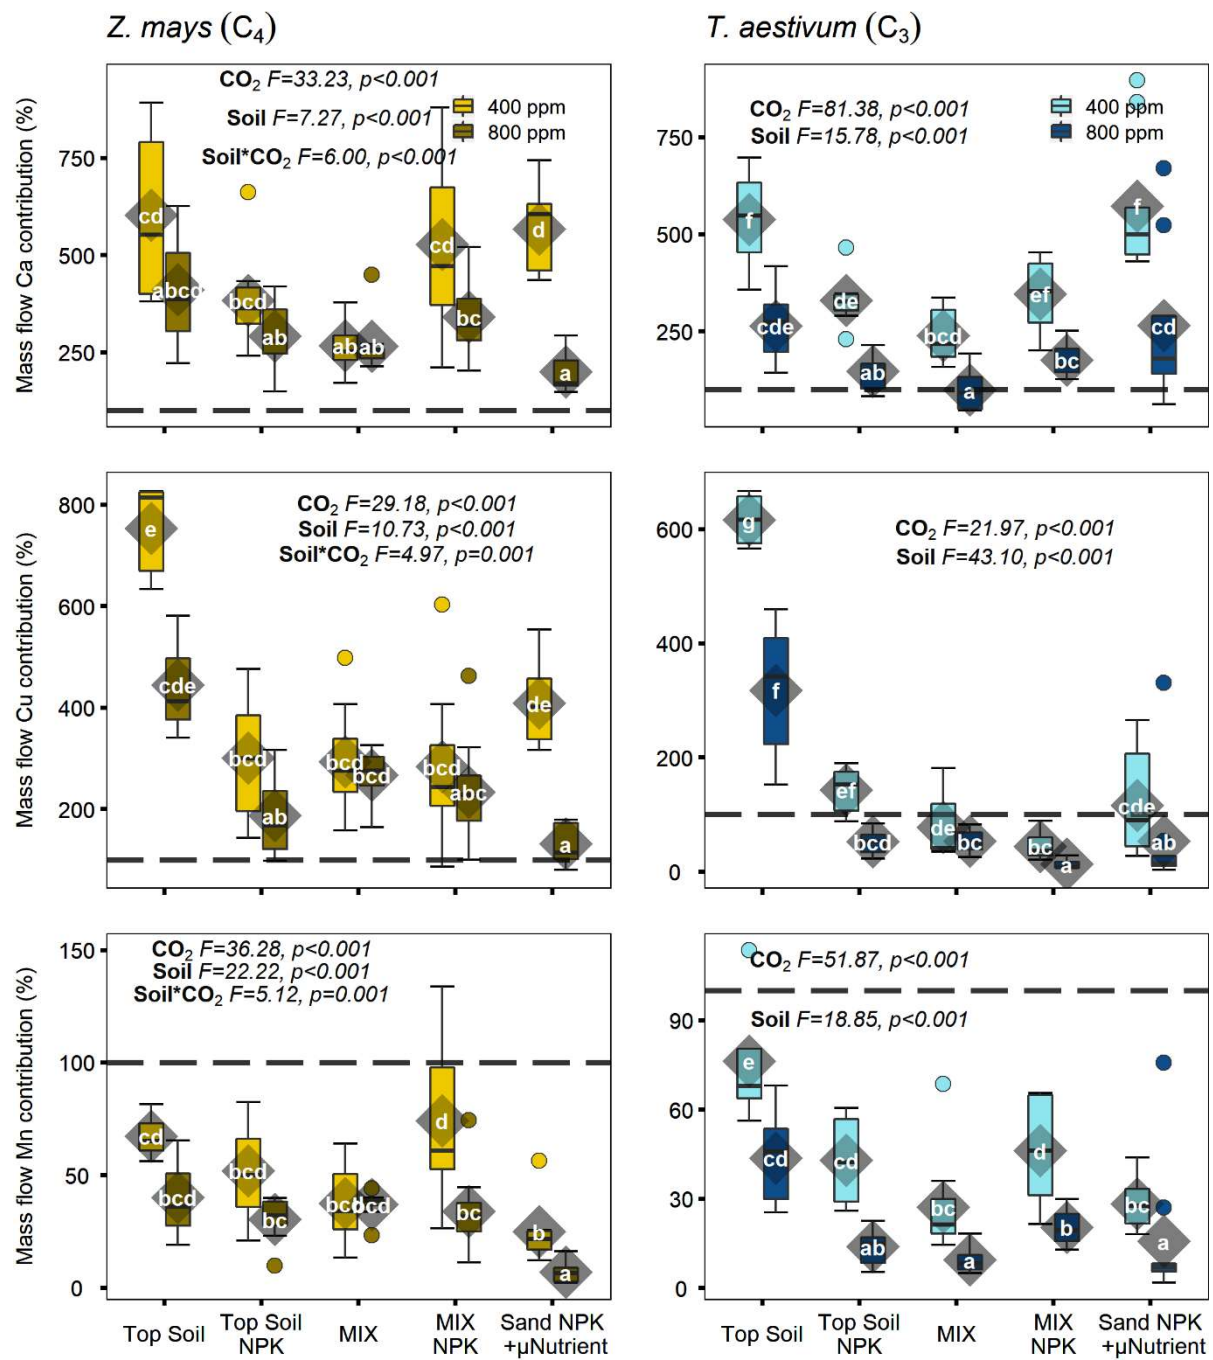 Z. mays (C4)
T. aestivum (C3)
Mass flow Ca contribution (%)
750
500
250
CO2 F=33.23, p<0.001
Soil F=7.27, p<0.001
Soil*CO2 F=6.00, p<0.001
400 ppm
800 ppm
cd
abcd
bcd
ab
ab
ab
cd
bc
d
a
750
500
250
CO2 F=81.38, p<0.001
Soil F=15.78, p<0.001
400 ppm
800 ppm
f
cde
de
ab
bcd
a
ef
bc
f
cd
Mass flow Cu contribution (%)
800
600
400
200
CO2 F=29.18, p<0.001
Soil F=10.73, p<0.001
Soil*CO2 F=4.97, p=0.001
e
cde
bcd
ab
bcd
bcd
bcd
abc
de
a
600
400
200
0
CO2 F=21.97, p<0.001
Soil F=43.10, p<0.001
g
f
ef
bcd
de
bc
bc
a
cde
ab
Mass flow Mn contribution (%)
150
100
50
0
CO2 F=36.28, p<0.001
Soil F=22.22, p<0.001
Soil*CO2 F=5.12, p=0.001
cd
bcd
bcd
bc
bcd
bcd
d
bc
b
a
90
60
30
0
CO2 F=51.87, p<0.001
Soil F=18.85, p<0.001
e
cd
cd
ab
bc
a
d
b
bc
a
Top Soil
Top Soil
NPK
MIX
MIX
NPK
Sand NPK
+µNutrient
Top Soil
Top Soil
NPK
MIX
MIX
NPK
Sand NPK
+µNutrient